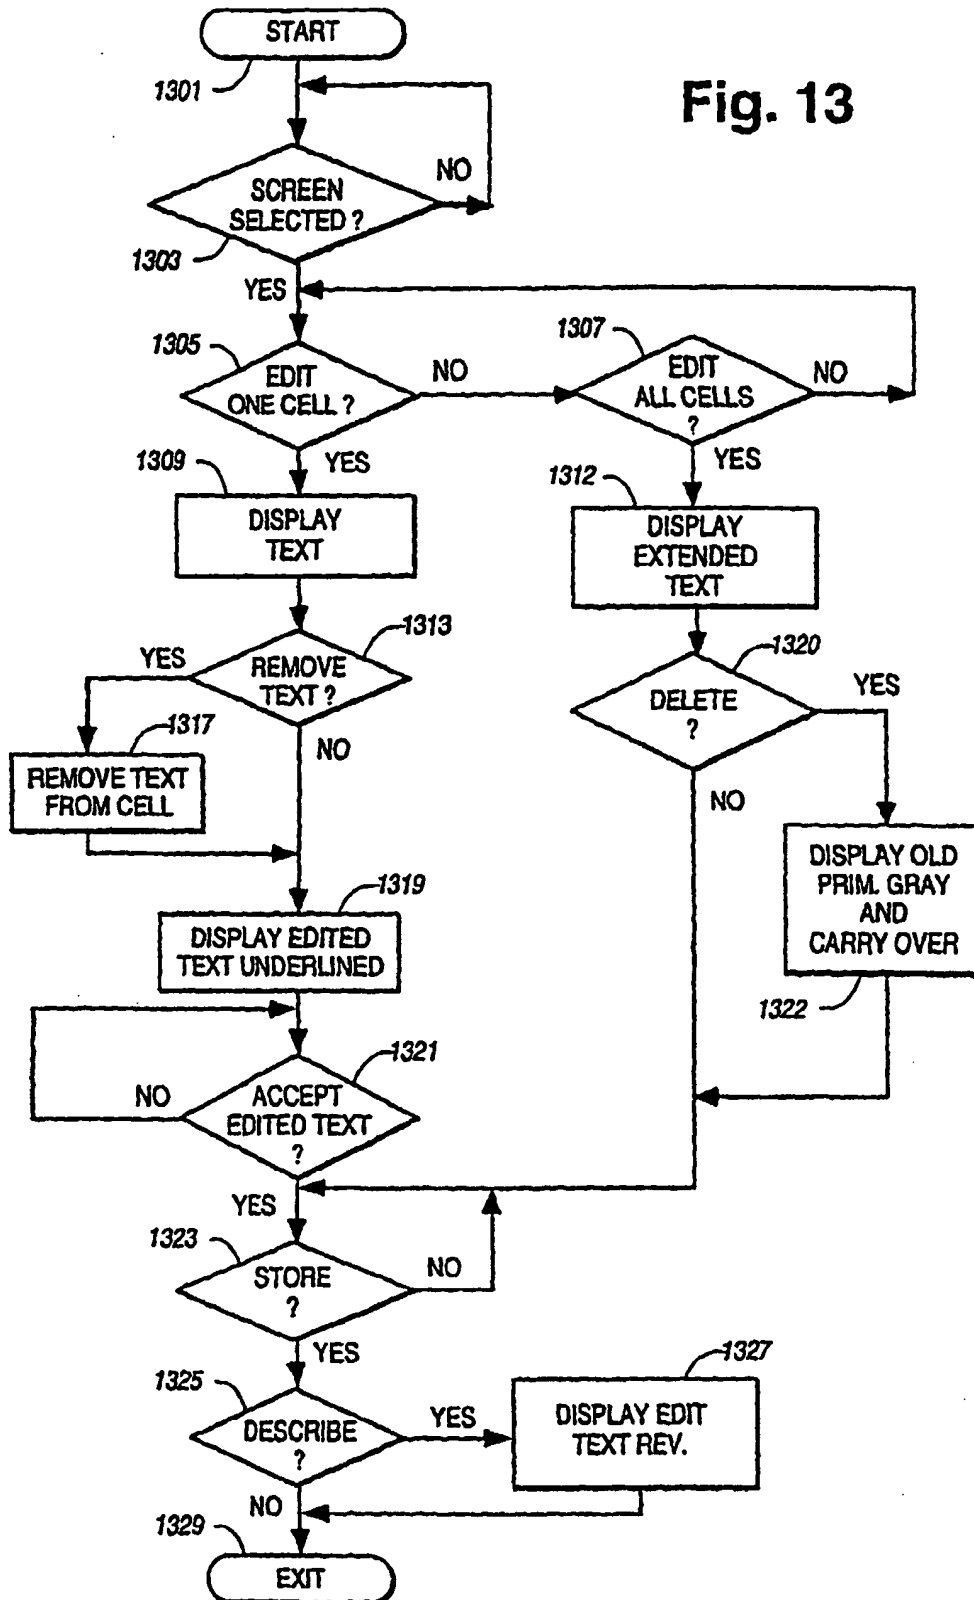 START
1301
Fig. 13
NO
SCREEN
SELECTED ?
1303
YES
1305
1307
EDIT
ONE CELL ?
NO
EDIT
ALL CELLS
?
NO
YES
YES
1309
1312
DISPLAY
TEXT
DISPLAY
EXTENDED
TEXT
1313
1320
YES
REMOVE
TEXT ?
DELETE
?
YES
1317
NO
REMOVE TEXT
FROM CELL
NO
DISPLAY OLD
PRIM. GRAY
AND
CARRY OVER
1319
DISPLAY EDITED
TEXT UNDERLINED
1322
1321
NO
ACCEPT
EDITED TEXT
?
YES
1323
STORE
?
NO
YES
1327
1325
DESCRIBE
?
YES
DISPLAY EDIT
TEXT REV.
NO
1329
EXIT